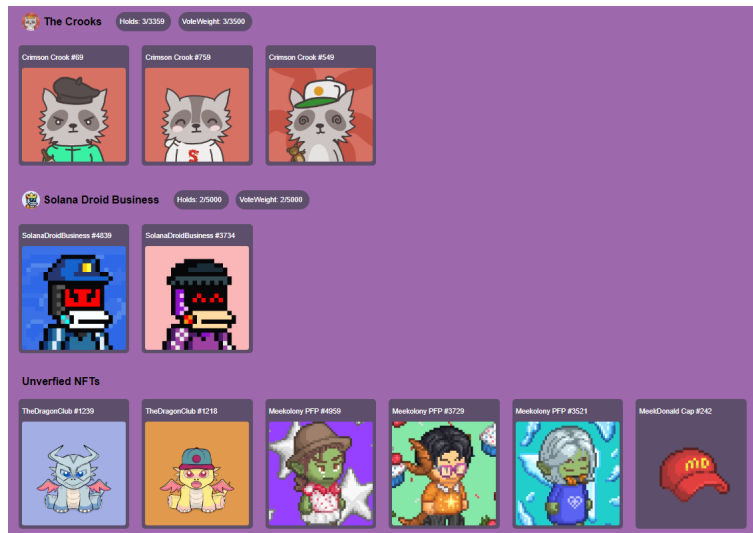 The Crooks Holds: 3/3359 VoteWeight: 3/3500
Crimson Crook #69 Crimson Crook #759 Crimson Crook #549
S
Solana Droid Business Holds: 2/5000 VoteWeight: 2/5000
SolanaDroidBusiness #4839 SolanaDroidBusiness #3734
Unverfied NFTs
TheDragonClub #1239 TheDragonClub #1218 Meekolony PFP #4959 Meekolony PFP #3729 Meekolony PFP #3521 MeekDonald Cap #242
MD